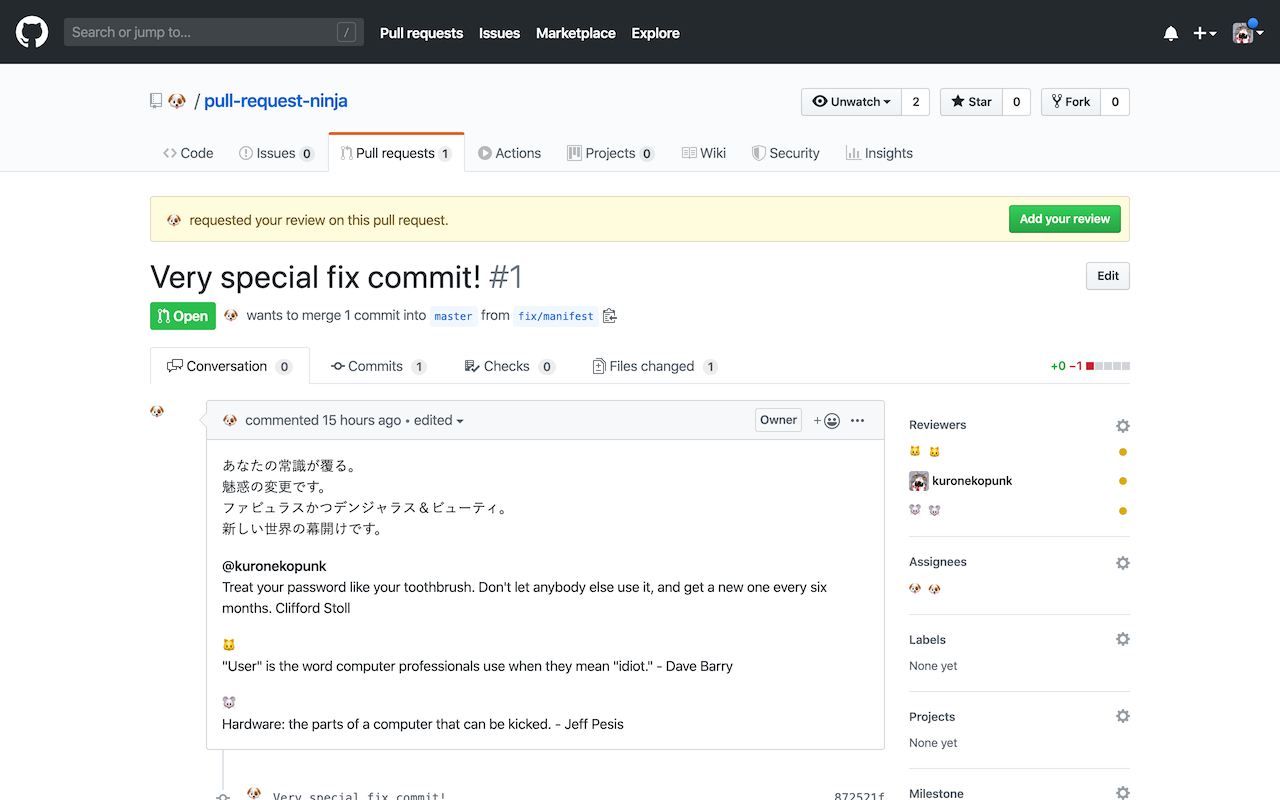 Search or jump to... /
Pull requests Issues Marketplace Explore
🐶 / pull-request-ninja
Unwatch 2 Star 0 Fork 0
Code Issues 0 Pull requests 1 Actions Projects 0 Wiki Security Insights
🐶 requested your review on this pull request.
Add your review
Very special fix commit! #1
Edit
Open 🐶 wants to merge 1 commit into master from fix/manifest
Conversation 0 Commits 1 Checks 0 Files changed 1
+0 −1
🐶 commented 15 hours ago • edited
Owner
あなたの常識が覆る。
魅惑の変更です。
ファビュラスかつデンジャラス＆ビューティ。
新しい世界の幕開けです。
@kuronekopunk
Treat your password like your toothbrush. Don't let anybody else use it, and get a new one every six
months. Clifford Stoll
🐱
"User" is the word computer professionals use when they mean "idiot." - Dave Barry
🐭
Hardware: the parts of a computer that can be kicked. - Jeff Pesis
🐶 Very special fix commit! 872521f
Reviewers
🐱 🐱
kuronekopunk
🐭 🐭
Assignees
🐶 🐶
Labels
None yet
Projects
None yet
Milestone